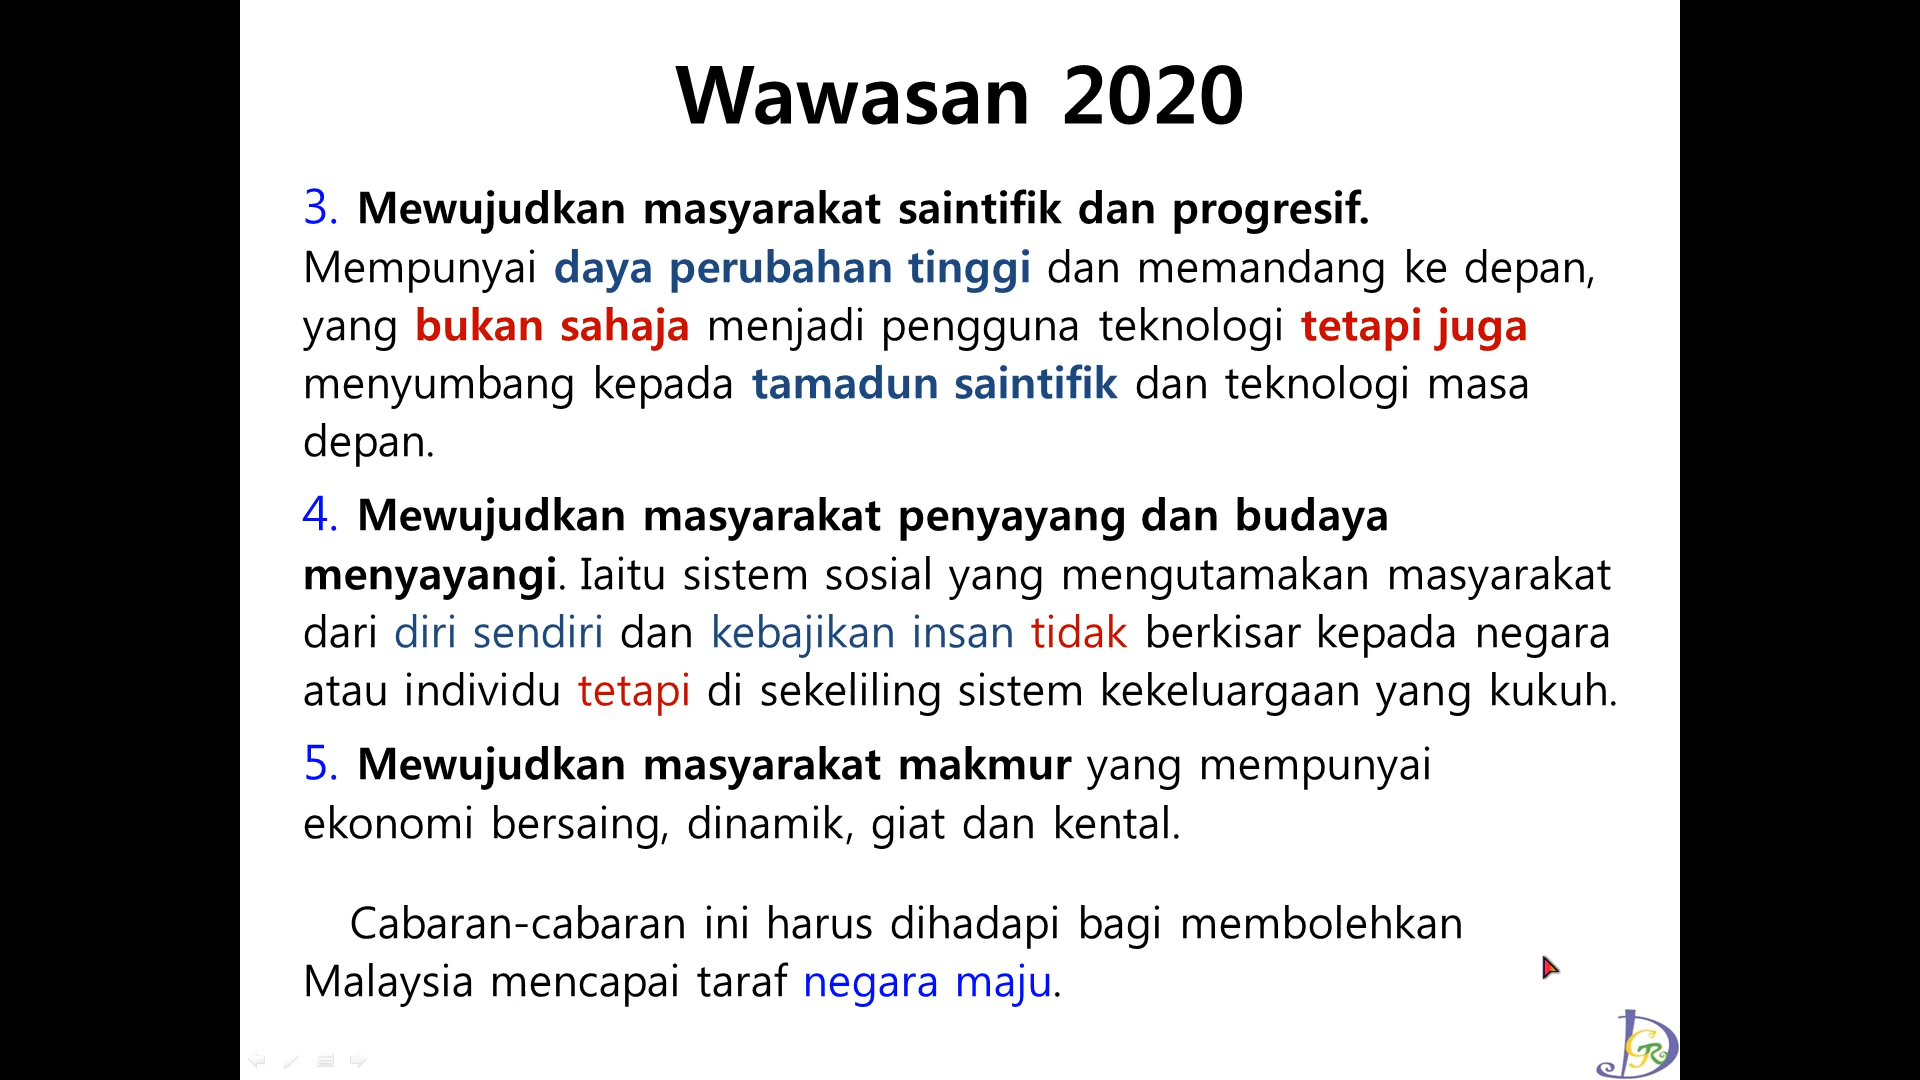 Wawasan 2020
3. Mewujudkan masyarakat saintifik dan progresif.
Mempunyai daya perubahan tinggi dan memandang ke depan,
yang bukan sahaja menjadi pengguna teknologi tetapi juga
menyumbang kepada tamadun saintifik dan teknologi masa
depan.
4. Mewujudkan masyarakat penyayang dan budaya
menyayangi. Iaitu sistem sosial yang mengutamakan masyarakat
dari diri sendiri dan kebajikan insan tidak berkisar kepada negara
atau individu tetapi di sekeliling sistem kekeluargaan yang kukuh.
5. Mewujudkan masyarakat makmur yang mempunyai
ekonomi bersaing, dinamik, giat dan kental.
Cabaran-cabaran ini harus dihadapi bagi membolehkan
Malaysia mencapai taraf negara maju.